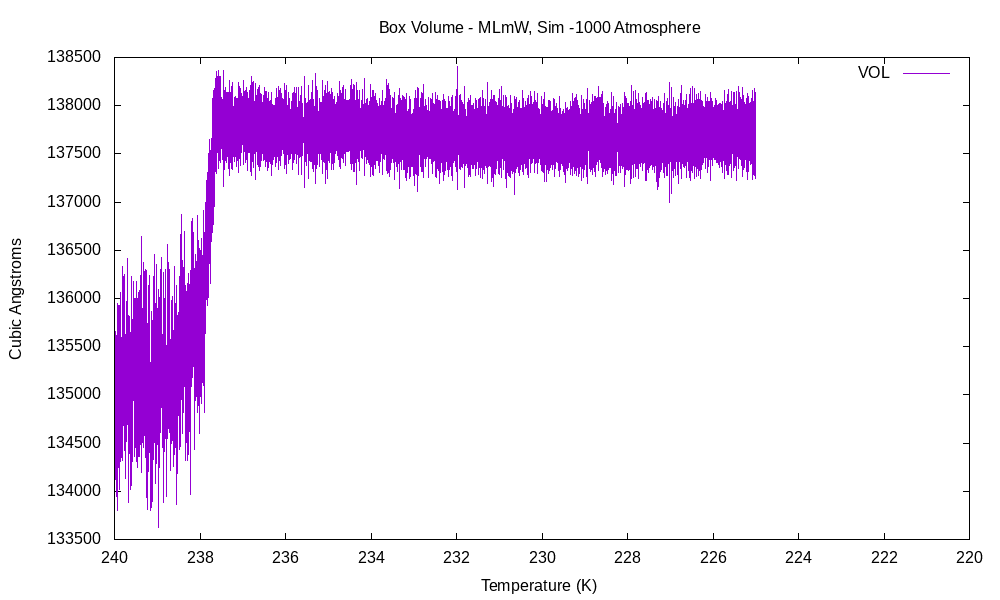 Box Volume - MLmW, Sim -1000 Atmosphere
138500
VOL
138000
137500
137000
136500
136000
135500
135000
134500
134000
133500
Cubic Angstroms
240 238 236 234 232 230 228 226 224 222 220
Temperature (K)